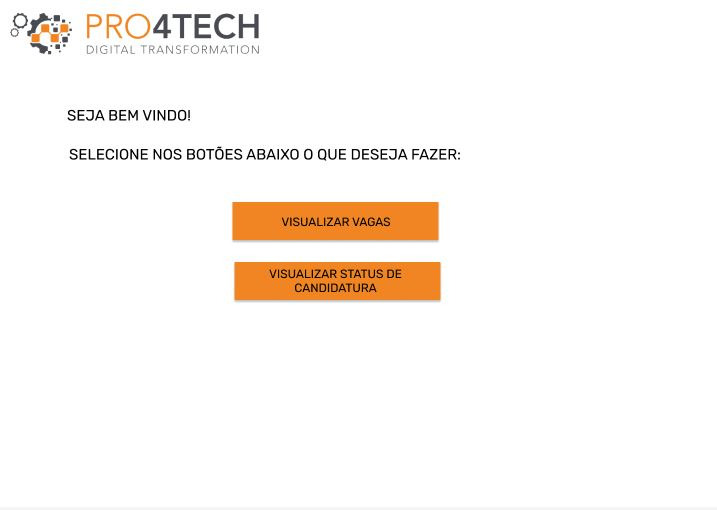 PRO4TECH
DIGITAL TRANSFORMATION
SEJA BEM VINDO!
SELECIONE NOS BOTÕES ABAIXO O QUE DESEJA FAZER:
VISUALIZAR VAGAS
VISUALIZAR STATUS DE
CANDIDATURA